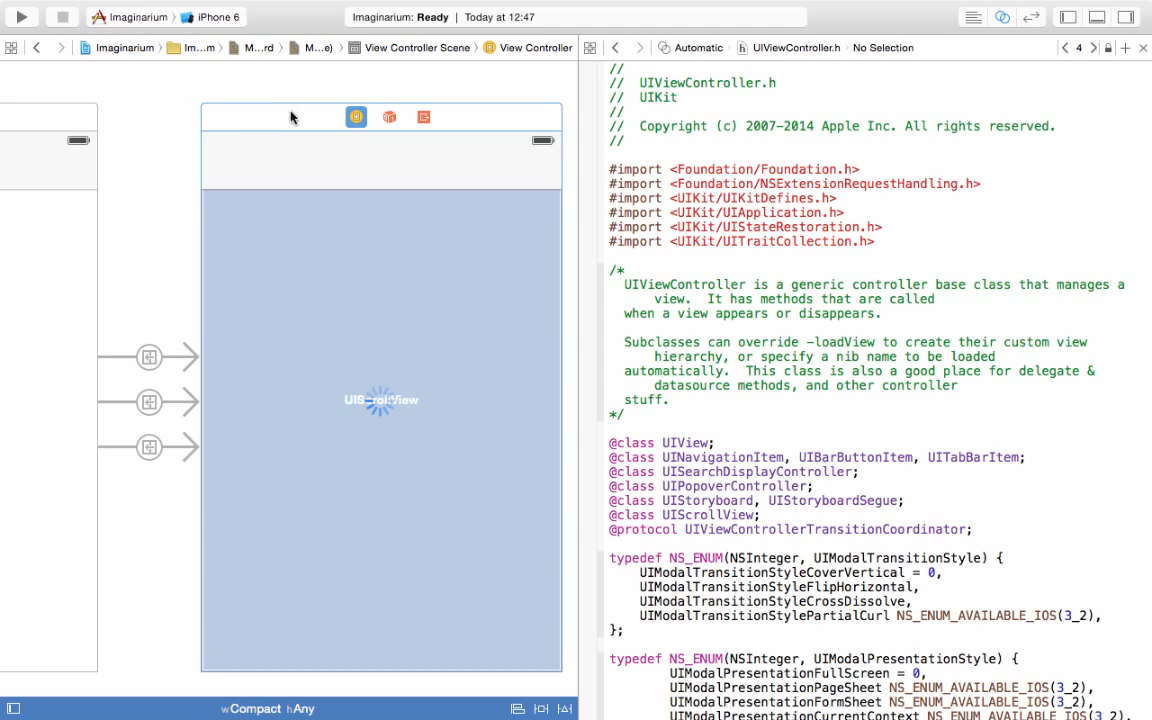 Imaginarium iPhone 6 Imaginarium: Ready | Today at 12:47
Imaginarium Im...m M...rd M...e) View Controller Scene View Controller Automatic UIViewController.h No Selection 4
//
//  UIViewController.h
//  UIKit
//
//  Copyright (c) 2007-2014 Apple Inc. All rights reserved.
//
#import <Foundation/Foundation.h>
#import <Foundation/NSExtensionRequestHandling.h>
#import <UIKit/UIKitDefines.h>
#import <UIKit/UIApplication.h>
#import <UIKit/UIStateRestoration.h>
#import <UIKit/UITraitCollection.h>
/*
UIViewController is a generic controller base class that manages a
view.  It has methods that are called
when a view appears or disappears.
Subclasses can override -loadView to create their custom view
hierarchy, or specify a nib name to be loaded
automatically.  This class is also a good place for delegate &
datasource methods, and other controller
stuff.
*/
UIScrollView
@class UIView;
@class UINavigationItem, UIBarButtonItem, UITabBarItem;
@class UISearchDisplayController;
@class UIPopoverController;
@class UIStoryboard, UIStoryboardSegue;
@class UIScrollView;
@protocol UIViewControllerTransitionCoordinator;
typedef NS_ENUM(NSInteger, UIModalTransitionStyle) {
UIModalTransitionStyleCoverVertical = 0,
UIModalTransitionStyleFlipHorizontal,
UIModalTransitionStyleCrossDissolve,
UIModalTransitionStylePartialCurl NS_ENUM_AVAILABLE_IOS(3_2),
};
typedef NS_ENUM(NSInteger, UIModalPresentationStyle) {
UIModalPresentationFullScreen = 0,
UIModalPresentationPageSheet NS_ENUM_AVAILABLE_IOS(3_2),
UIModalPresentationFormSheet NS_ENUM_AVAILABLE_IOS(3_2),
UIModalPresentationCurrentContext NS_ENUM_AVAILABLE_IOS(3_2),
wCompact hAny